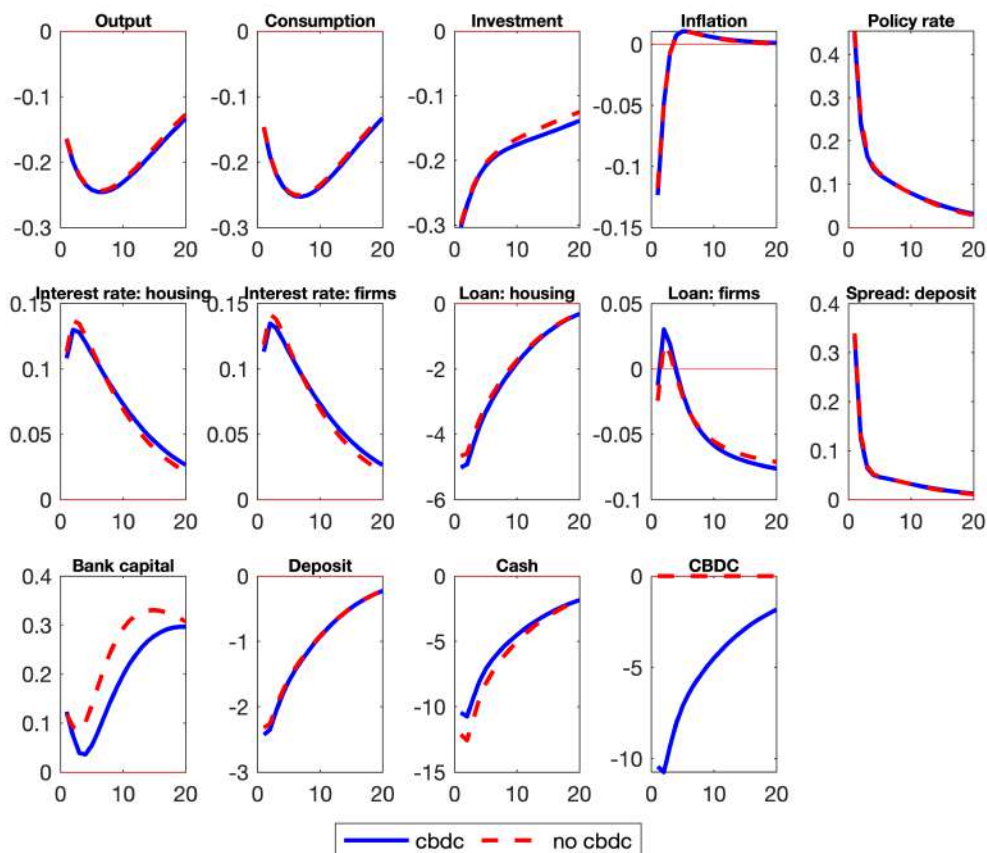 Output Consumption Investment Inflation Policy rate
0 0 0 0 0.4
-0.1 -0.1 -0.1 -0.05 0.3
-0.2 -0.2 -0.2 -0.1 0.2
-0.3 -0.3 -0.3 -0.15 0.1
0
0 10 20 0 10 20 0 10 20 0 10 20 0 10 20
Interest rate: housing Interest rate: firms Loan: housing Loan: firms Spread: deposit
0.15 0.15 0 0.05 0.4
0.1 0.1 -2 0 0.3
0.05 0.05 -4 -0.05 0.2
0 0 -6 -0.1 0.1
0
0 10 20 0 10 20 0 10 20 0 10 20 0 10 20
Bank capital Deposit Cash CBDC
0.4 0 0 0
0.3 -1 -5 -5
0.2 -2 -10 -10
0.1 -3 -15
0
0 10 20 0 10 20 0 10 20 0 10 20
cbdc no cbdc